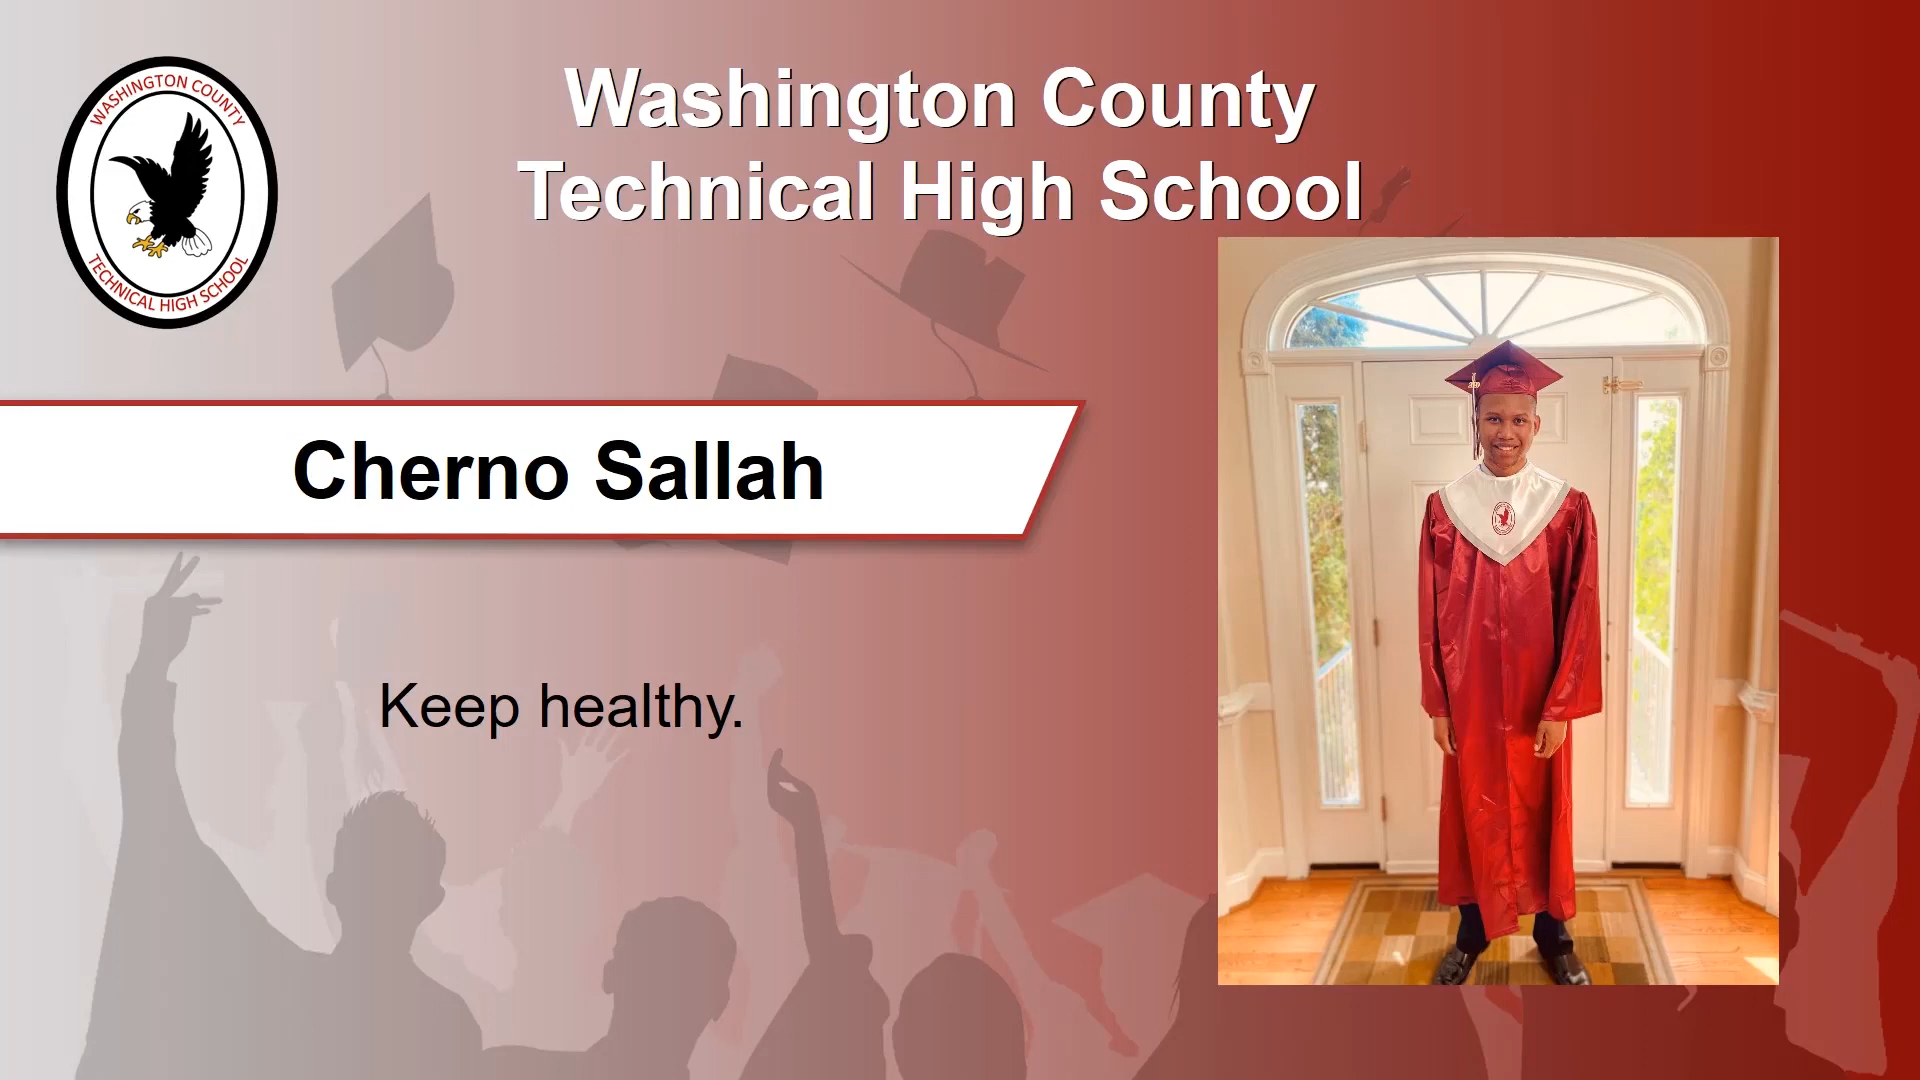 WASHINGTON COUNTY
TECHNICAL HIGH SCHOOL
Washington County
Technical High School
Cherno Sallah
Keep healthy.